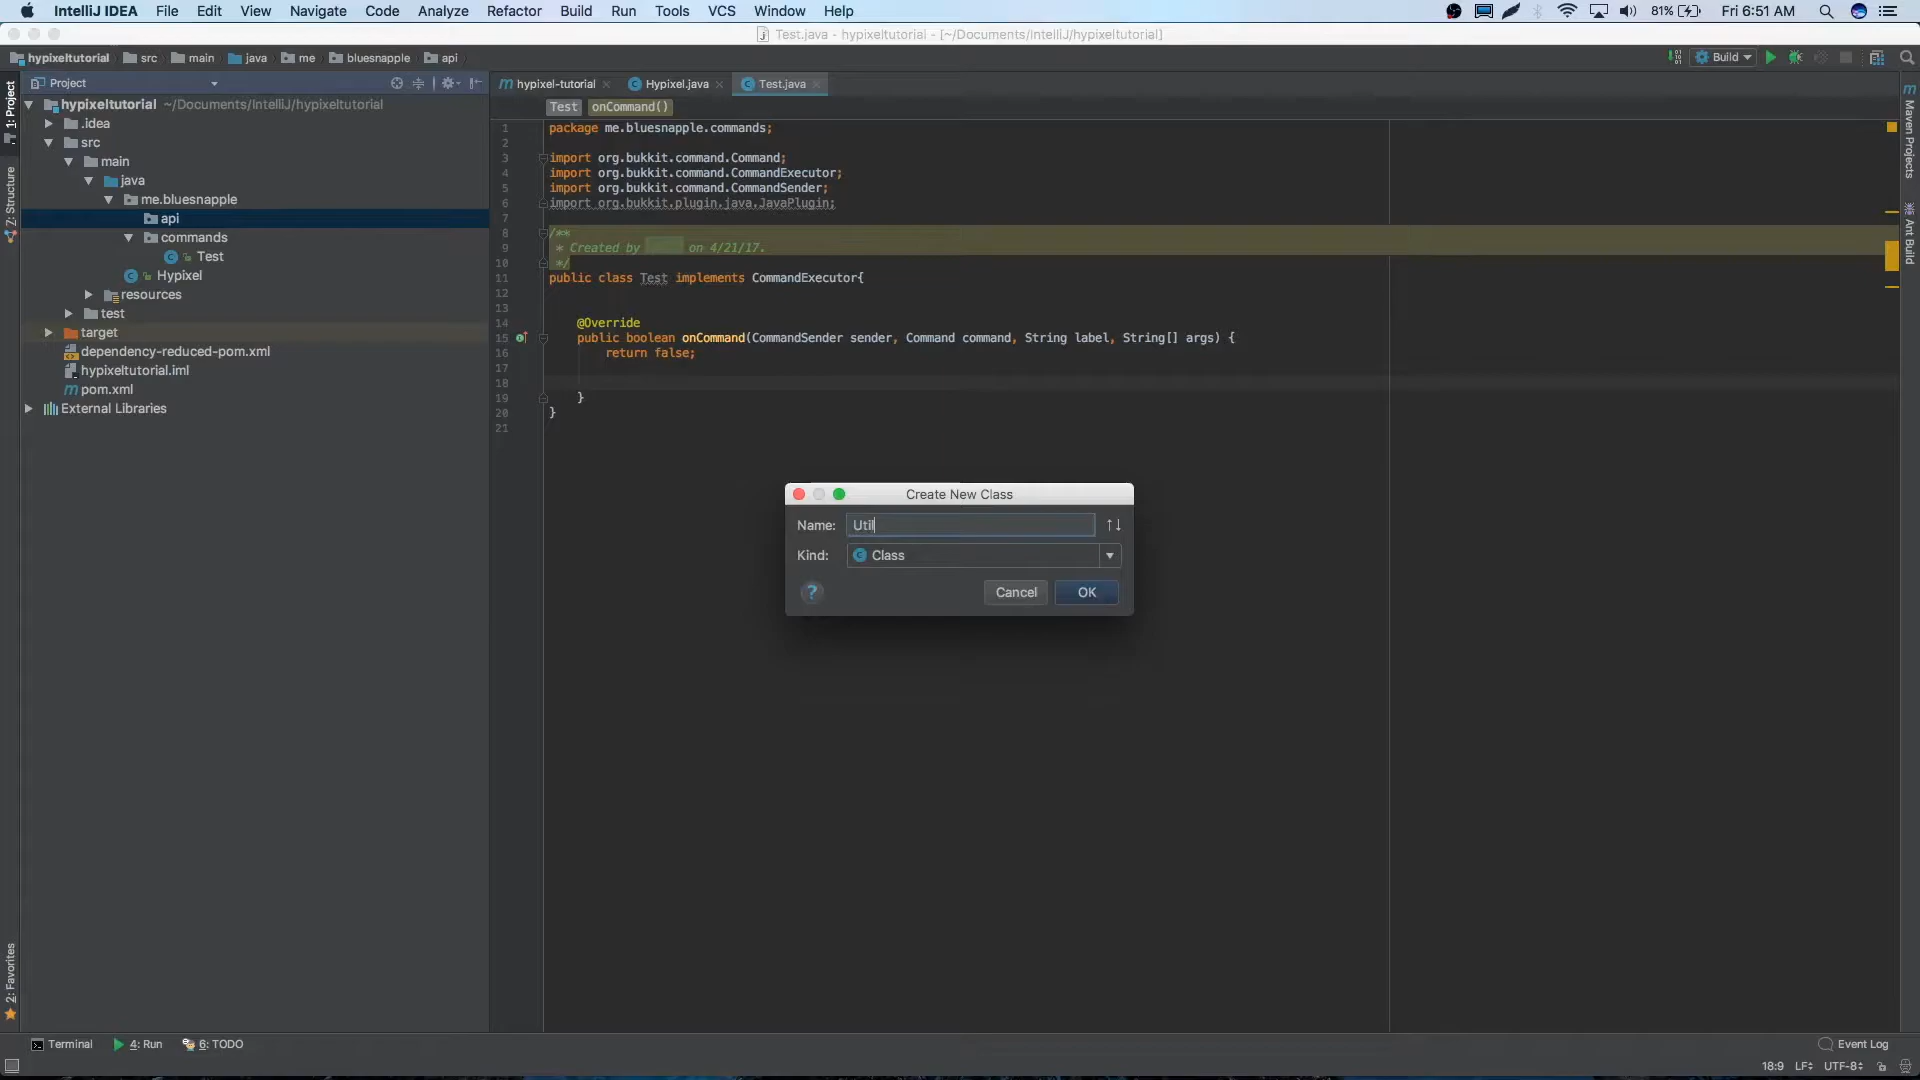 IntelliJ IDEA File Edit View Navigate Code Analyze Refactor Build Run Tools VCS Window Help 81% Fri 6:51 AM
Test.java - hypixeltutorial - [~/Documents/IntelliJ/hypixeltutorial]
hypixeltutorial src main java me bluesnapple api Build
Project hypixel-tutorial Hypixel.java Test.java
Test onCommand()
1: Project
Z: Structure
2: Favorites
hypixeltutorial ~/Documents/IntelliJ/hypixeltutorial
.idea
src
main
java
me.bluesnapple
api
commands
Test
Hypixel
resources
test
target
dependency-reduced-pom.xml
hypixeltutorial.iml
pom.xml
External Libraries
1 package me.bluesnapple.commands;
2
3 import org.bukkit.command.Command;
4 import org.bukkit.command.CommandExecutor;
5 import org.bukkit.command.CommandSender;
6 import org.bukkit.plugin.java.JavaPlugin;
7
8 /**
9 * Created by on 4/21/17.
10 */
11 public class Test implements CommandExecutor{
12
13
14 @Override
15 public boolean onCommand(CommandSender sender, Command command, String label, String[] args) {
16 return false;
17
18
19 }
20 }
21
Create New Class
Name: Util
Kind: Class
? Cancel OK
Maven Projects
Ant Build
Terminal 4: Run 6: TODO Event Log
18:9 LF UTF-8